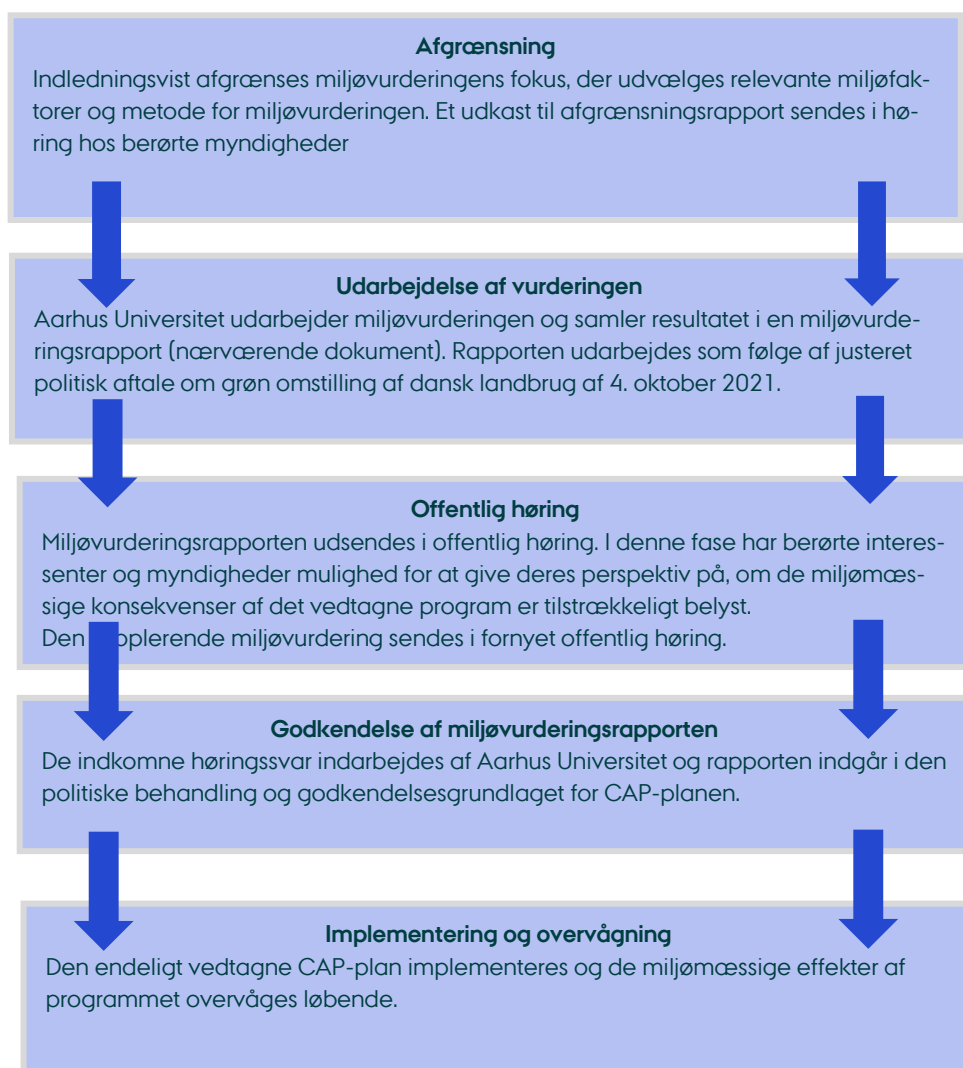 Afgrænsning
Indledningsvist afgrænses miljøvurderingens fokus, der udvælges relevante miljøfak-
torer og metode for miljøvurderingen. Et udkast til afgrænsningsrapport sendes i hø-
ring hos berørte myndigheder
Udarbejdelse af vurderingen
Aarhus Universitet udarbejder miljøvurderingen og samler resultatet i en miljøvurde-
ringsrapport (nærværende dokument). Rapporten udarbejdes som følge af justeret
politisk aftale om grøn omstilling af dansk landbrug af 4. oktober 2021.
Offentlig høring
Miljøvurderingsrapporten udsendes i offentlig høring. I denne fase har berørte interes-
senter og myndigheder mulighed for at give deres perspektiv på, om de miljømæs-
sige konsekvenser af det vedtagne program er tilstrækkeligt belyst.
Den miljøvurdering sendes i fornyet offentlig høring.
Godkendelse af miljøvurderingsrapporten
De indkomne høringssvar indarbejdes af Aarhus Universitet og rapporten indgår i den
politiske behandling og godkendelsesgrundlaget for CAP-planen.
Implementering og overvågning
Den endeligt vedtagne CAP-plan implementeres og de miljømæssige effekter af
programmet overvåges løbende.